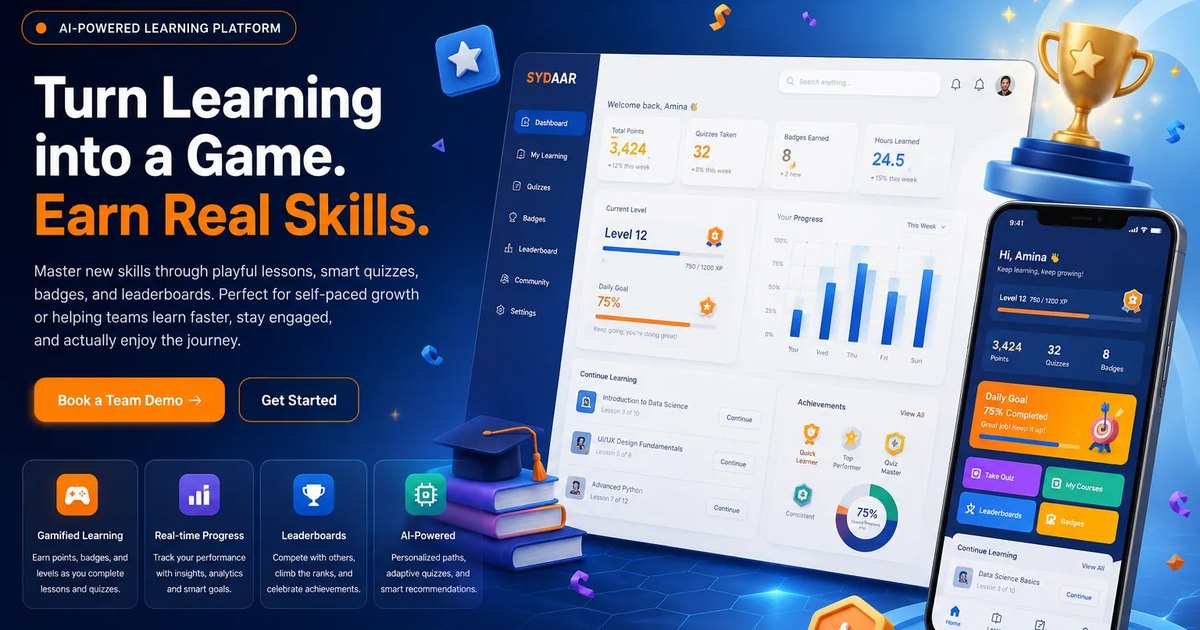 AI-POWERED LEARNING PLATFORM
Turn Learning
into a Game.
Earn Real Skills.
Master new skills through playful lessons, smart quizzes,
badges, and leaderboards. Perfect for self-paced growth
or helping teams learn faster, stay engaged,
and actually enjoy the journey.
Book a Team Demo →
Get Started
Gamified Learning
Earn points, badges, and
levels as you complete
lessons and quizzes.
Real-time Progress
Track your performance
with insights, analytics
and smart goals.
Leaderboards
Compete with others,
climb the ranks, and
celebrate achievements.
AI-Powered
Personalized paths,
adaptive quizzes, and
smart recommendations.
SYDAAR
Search anything...
Dashboard
My Learning
Quizzes
Badges
Leaderboard
Community
Settings
Welcome back, Amina 👋
Total Points
3,424
+12% this week
Quizzes Taken
32
+8% this week
Badges Earned
8
+2 new
Hours Learned
24.5
+15% this week
Current Level
Level 12
750 / 1200 XP
Daily Goal
75%
Keep going, you're doing great!
Your Progress
This Week
100%
75%
50%
25%
0%
You
Wed
Thu
Fri
Sun
Continue Learning
Introduction to Data Science
Lesson 3 of 10
Continue
UI/UX Design Fundamentals
Lesson 5 of 8
Continue
Advanced Python
Lesson 7 of 12
Continue
Achievements
View All
Quick
Learner
Top
Performer
Quiz
Master
Consistent
75%
9:41
Hi, Amina 👋
Keep learning, keep growing!
Level 12 750 / 1200 XP
3,424
Points
32
Quizzes
8
Badges
Daily Goal
75% Completed
Great job! Keep it up!
Take Quiz
My Courses
Leaderboards
Badges
Continue Learning
View All
Data Science Basics
Lesson 3 of 10
Continue
Home